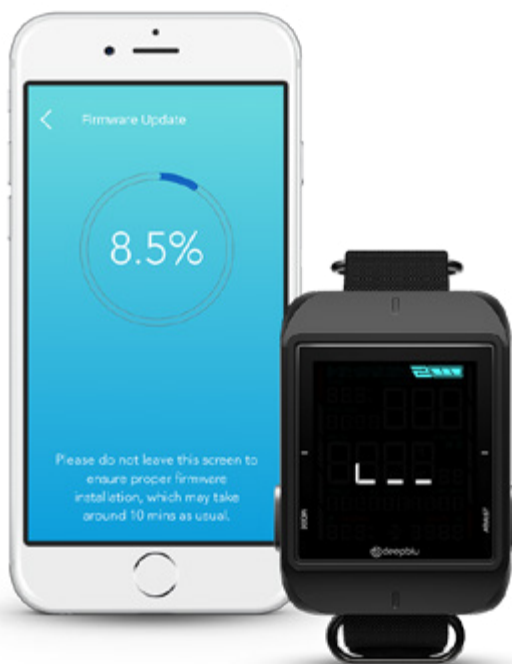 Firmware Update
8.5%
Please do not leave this screen to
ensure proper firmware
installation, which may take
around 10 mins as usual.
deepblu